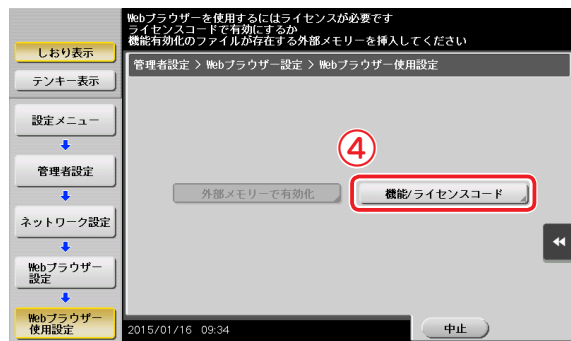 Webブラウザーを使用するにはライセンスが必要です
ライセンスコードで有効にするか
機能有効化のファイルが存在する外部メモリーを挿入してください
しおり表示
テンキー表示
設定メニュー
管理者設定
ネットワーク設定
Webブラウザー
設定
Webブラウザー
使用設定
管理者設定 > Webブラウザー設定 > Webブラウザー使用設定
④
外部メモリーで有効化
機能/ライセンスコード
2015/01/16 09:34
中止